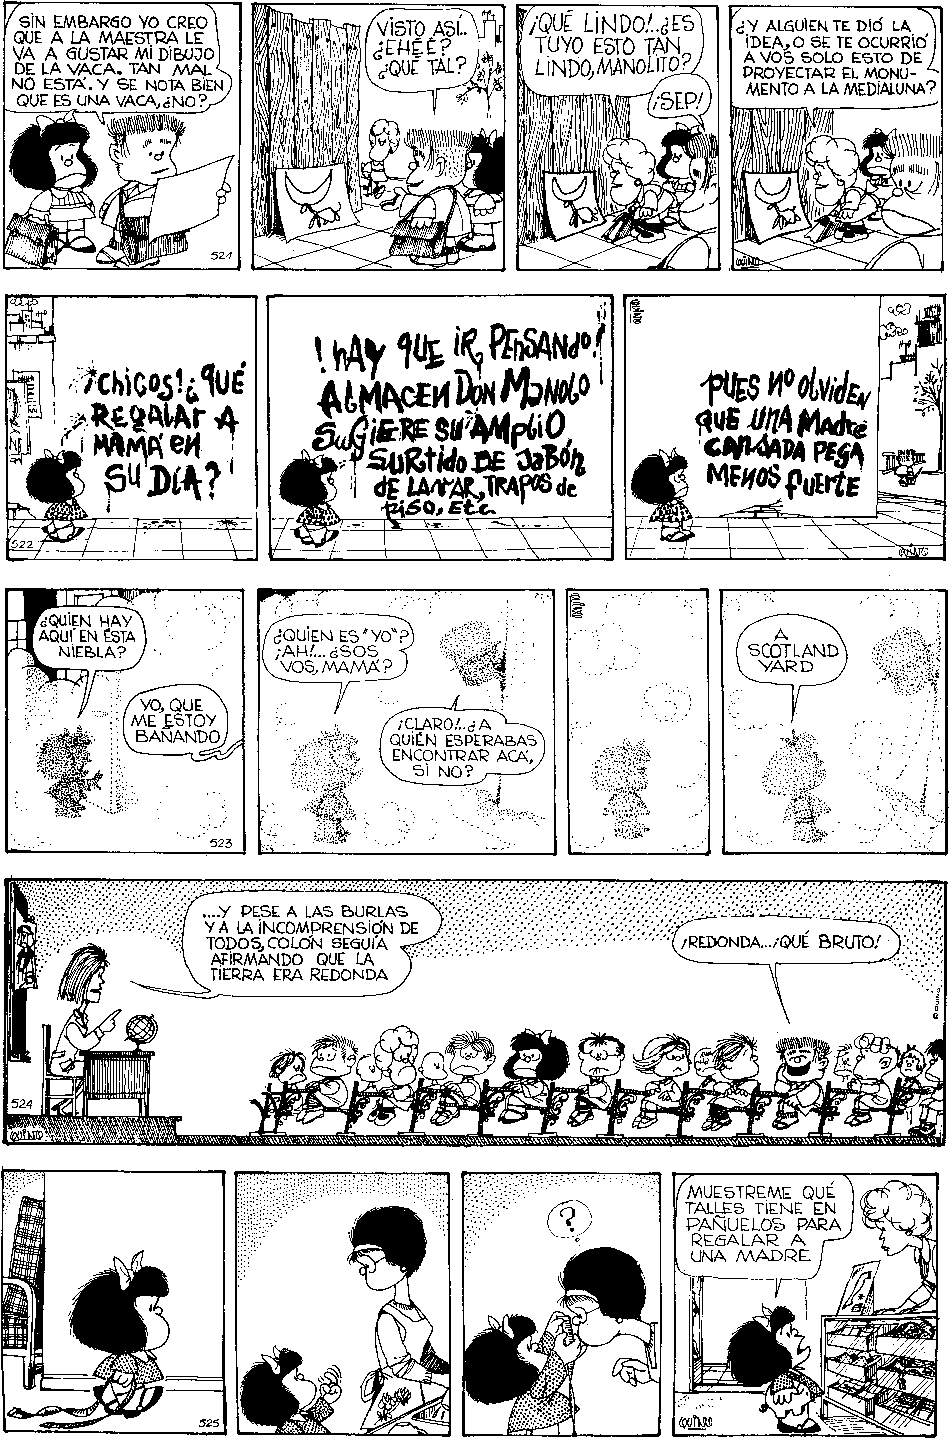 SIN EMBARGO YO CREO
QUE A LA MAESTRA LE
VA A GUSTAR MI DIBUJO
DE LA VACA. TAN MAL
NO ESTÁ. Y SE NOTA BIEN
QUE ES UNA VACA, ¿NO?
521
VISTO ASÍ..
¿EHÉÉ?
¿QUÉ TAL?
¡QUÉ LINDO!..¿ES
TUYO ESTO TAN
LINDO, MANOLITO?
¡SEP!
¿Y ALGUIEN TE DIÓ LA
IDEA, O SE TE OCURRIÓ
A VOS SOLO ESTO DE
PROYECTAR EL MONU-
MENTO A LA MEDIALUNA?
QUINO
¡Chicos! ¿QUÉ
REGALAR A
MAMÁ en
SU DÍA?
522
! hAY QUE IR PENSANdo!
ALMACEN DON MANOLO
SuGIERE SU AMPLIO
SURtido DE JaBÓn
DE LAVAR, TRAPOS de
PISO, Etc.
PUES Nº OLVIDEN
QUE UNA MadRE
CANSADA PEGA
MENOS FUERTE
QUINO
QUINO
¿QUIÉN HAY
AQUÍ EN ESTA
NIEBLA?
YO, QUE
ME ESTOY
BAÑANDO
523
¿QUIÉN ES "YO"?
¡AH!...¿SOS
VOS, MAMÁ?
¡CLARO!..¿A
QUIÉN ESPERABAS
ENCONTRAR ACÁ,
SI NO?
QUINO
A
SCOTLAND
YARD
....Y PESE A LAS BURLAS
Y A LA INCOMPRENSIÓN DE
TODOS, COLÓN SEGUÍA
AFIRMANDO QUE LA
TIERRA ERA REDONDA
¡REDONDA...¡QUÉ BRUTO!
© QUINO
524
QUINO
525
?
MUESTREME QUÉ
TALLES TIENE EN
PAÑUELOS PARA
REGALAR A
UNA MADRE
QUINO